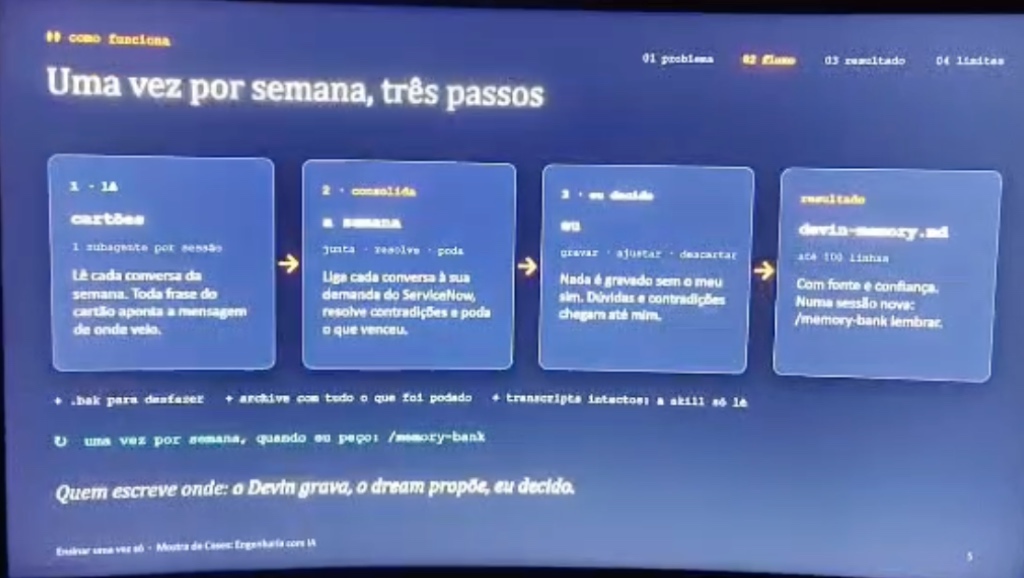 como funciona
01 problema 02 fluxo 03 resultado 04 limites
Uma vez por semana, três passos
1 · IA
cartões
1 subagente por sessão
Lê cada conversa da
semana. Toda frase do
cartão aponta a mensagem
de onde veio.
→
2 · consolida
a semana
junta · resolve · poda
Liga cada conversa à sua
demanda do ServiceNow,
resolve contradições e poda
o que venceu.
→
3 · eu decido
eu
gravar · ajustar · descartar
Nada é gravado sem o meu
sim. Dúvidas e contradições
chegam até mim.
→
resultado
devin-memory.md
até 100 linhas
Com fonte e confiança.
Numa sessão nova:
/memory-bank lembrar.
+ .bak para desfazer + archive com tudo o que foi podado + transcripts intactos: a skill só lê
↻ uma vez por semana, quando eu peço: /memory-bank
Quem escreve onde: o Devin grava, o dream propõe, eu decido.
Ensinar uma vez só · Mostra de Cases: Engenharia com IA
5